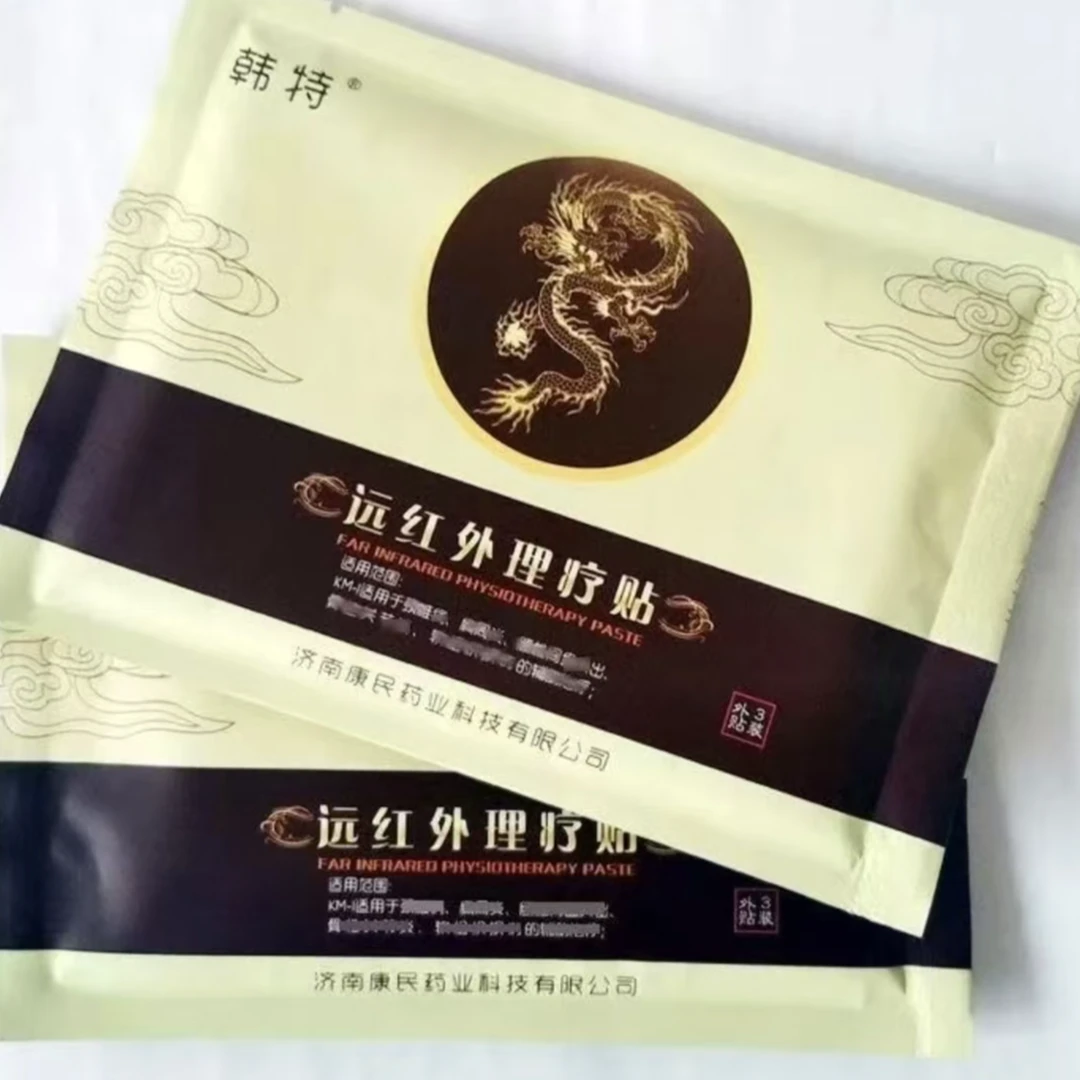 韩特®
远红外理疗贴
FAR INFRARED PHYSIOTHERAPY PASTE
适用范围:
KM-I适用于
的
外 3
贴 装
济南康民药业科技有限公司
远红外理疗贴
FAR INFRARED PHYSIOTHERAPY PASTE
适用范围:
KM-I适用于
的
外 3
贴 装
济南康民药业科技有限公司